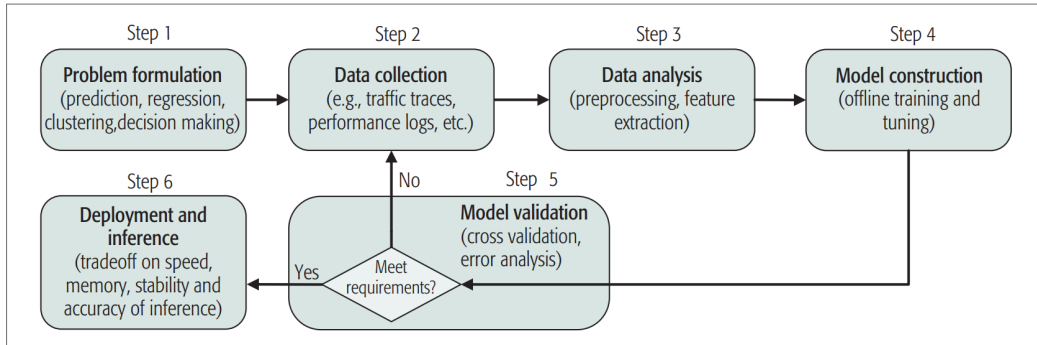 Step 1
Problem formulation
(prediction, regression,
clustering,decision making)
Step 2
Data collection
(e.g., traffic traces,
performance logs, etc.)
Step 3
Data analysis
(preprocessing, feature
extraction)
Step 4
Model construction
(offline training and
tuning)
No
Step 5
Model validation
(cross validation,
error analysis)
Meet
requirements?
Yes
Step 6
Deployment and
inference
(tradeoff on speed,
memory, stability and
accuracy of inference)